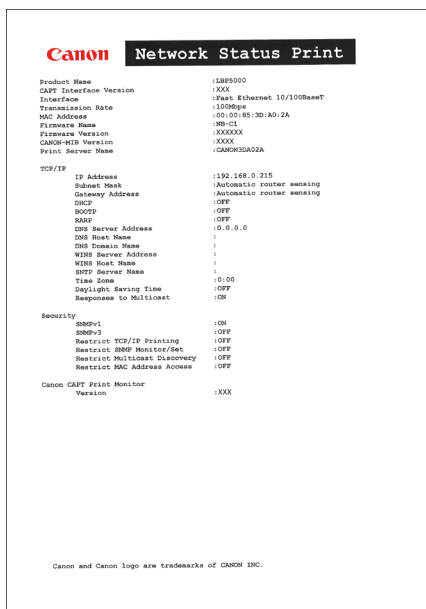 Canon Network Status Print
Product Name :LBP5000
CAPT Interface Version :XXX
Interface :Fast Ethernet 10/100BaseT
Transmission Rate :100Mbps
MAC Address :00:00:85:3D:A0:2A
Firmware Name :NB-C1
Firmware Version :XXXXXX
CANON-MIB Version :XXXX
Print Server Name :CANON3DA02A
TCP/IP
IP Address :192.168.0.215
Subnet Mask :Automatic router sensing
Gateway Address :Automatic router sensing
DHCP :OFF
BOOTP :OFF
RARP :OFF
DNS Server Address :0.0.0.0
DNS Host Name :
DNS Domain Name :
WINS Server Address :
WINS Host Name :
SNTP Server Name :
Time Zone :0:00
Daylight Saving Time :OFF
Responses to Multicast :ON
Security
SNMPv1 :ON
SNMPv3 :OFF
Restrict TCP/IP Printing :OFF
Restrict SNMP Monitor/Set :OFF
Restrict Multicast Discovery :OFF
Restrict MAC Address Access :OFF
Canon CAPT Print Monitor
Version :XXX
Canon and Canon logo are trademarks of CANON INC.